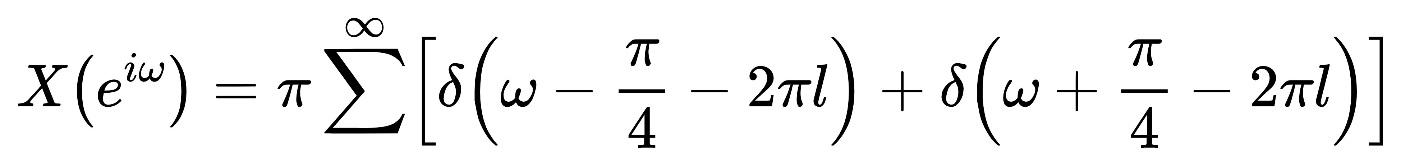 X(e^{iω}) = π ∑^{∞} [δ(ω − π/4 − 2πl) + δ(ω + π/4 − 2πl)]